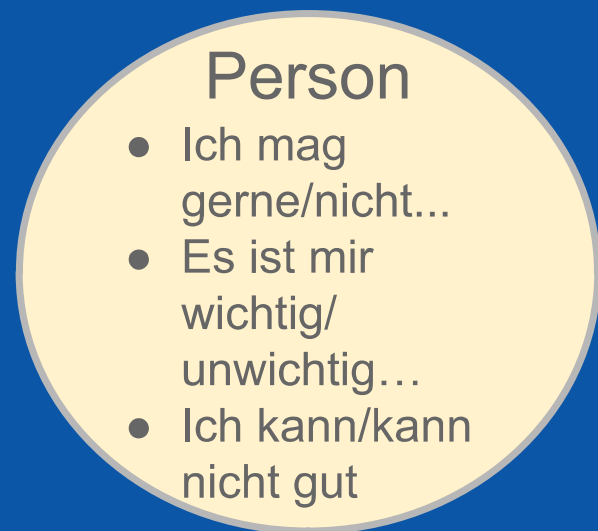 Person
● Ich mag
gerne/nicht...
● Es ist mir
wichtig/
unwichtig…
● Ich kann/kann
nicht gut